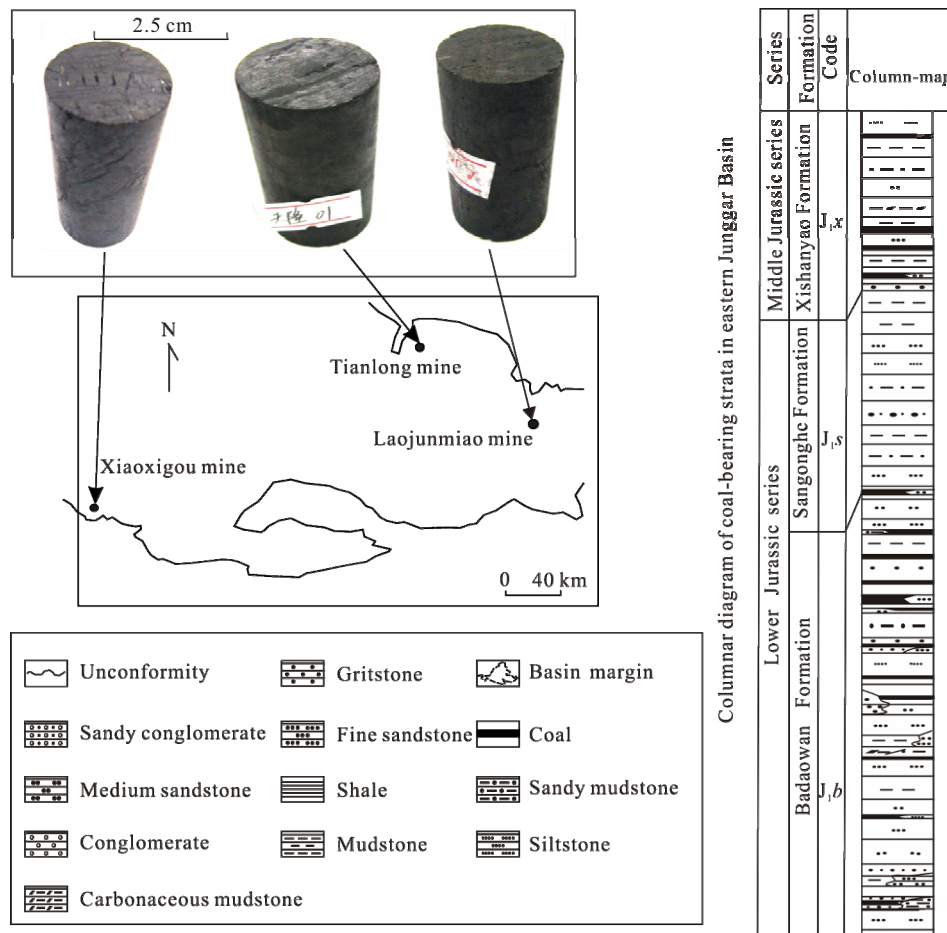 2.5 cm
01
N
Tianlong mine
Laojunmiao mine
Xiaoxigou mine
0 40 km
Unconformity
Gritstone
Basin margin
Sandy conglomerate
Fine sandstone
Coal
Medium sandstone
Shale
Sandy mudstone
Conglomerate
Mudstone
Siltstone
Carbonaceous mudstone
Columnar diagram of coal-bearing strata in eastern Junggar Basin
Series
Formation
Code
Column-map
Middle Jurassic series
Xishanyao Formation
J₁x
Lower Jurassic series
Sangonghe Formation
J₁s
Badaowan Formation
J₁b